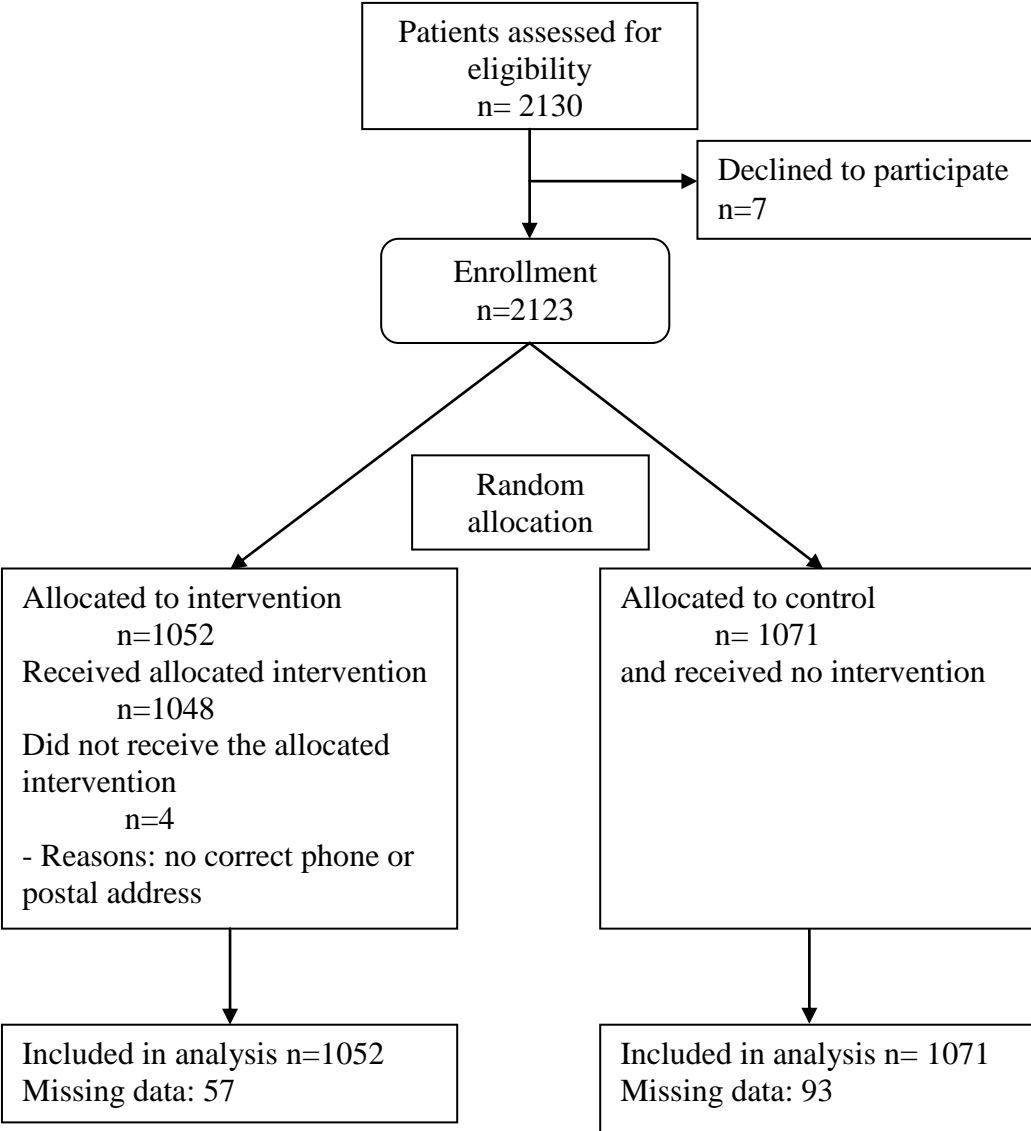 Patients assessed for
eligibility
n= 2130
Declined to participate
n=7
Enrollment
n=2123
Random
allocation
Allocated to intervention
n=1052
Received allocated intervention
n=1048
Did not receive the allocated
intervention
n=4
- Reasons: no correct phone or
postal address
Allocated to control
n= 1071
and received no intervention
Included in analysis n=1052
Missing data: 57
Included in analysis n= 1071
Missing data: 93